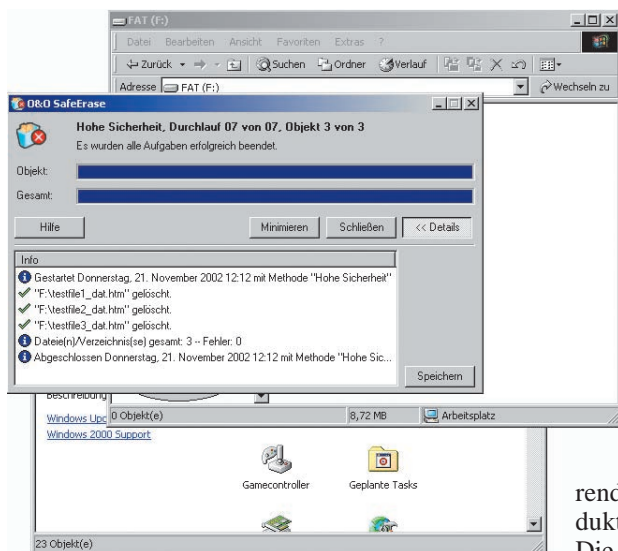 FAT (F:)
Datei Bearbeiten Ansicht Favoriten Extras ?
Zurück Suchen Ordner Verlauf
Adresse FAT (F:) Wechseln zu
O&O SafeErase
Hohe Sicherheit, Durchlauf 07 von 07, Objekt 3 von 3
Es wurden alle Aufgaben erfolgreich beendet.
Objekt:
Gesamt:
Hilfe Minimieren Schließen << Details
Info
Gestartet Donnerstag, 21. November 2002 12:12 mit Methode "Hohe Sicherheit"
"F:\testfile1_dat.htm" gelöscht.
"F:\testfile2_dat.htm" gelöscht.
"F:\testfile3_dat.htm" gelöscht.
Datei(n)/Verzeichnis(se) gesamt: 3 -- Fehler: 0
Abgeschlossen Donnerstag, 21. November 2002 12:12 mit Methode "Hohe Sic...
Speichern
Beschreibung
Windows Upd
0 Objekt(e) 8,72 MB Arbeitsplatz
Windows 2000 Support
Gamecontroller Geplante Tasks
23 Objekt(e)
rend
dukt
Die